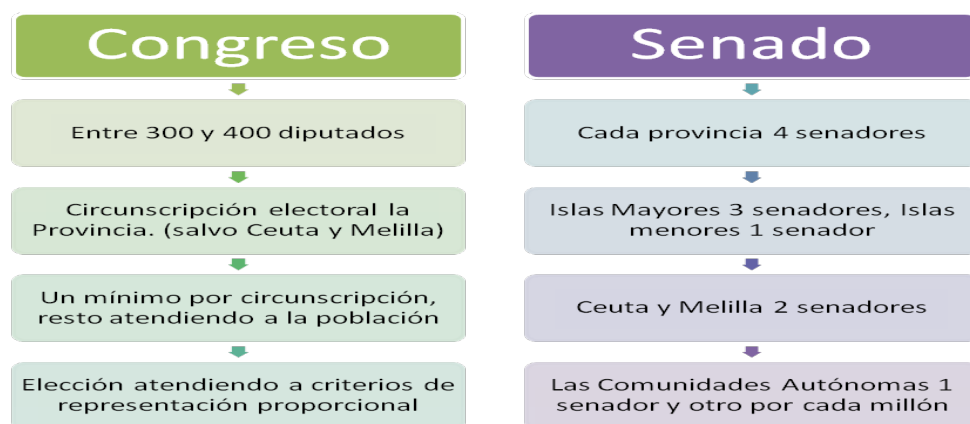 Congreso
Entre 300 y 400 diputados
Circunscripción electoral la
Provincia. (salvo Ceuta y Melilla)
Un mínimo por circunscripción,
resto atendiendo a la población
Elección atendiendo a criterios de
representación proporcional
Senado
Cada provincia 4 senadores
Islas Mayores 3 senadores, Islas
menores 1 senador
Ceuta y Melilla 2 senadores
Las Comunidades Autónomas 1
senador y otro por cada millón